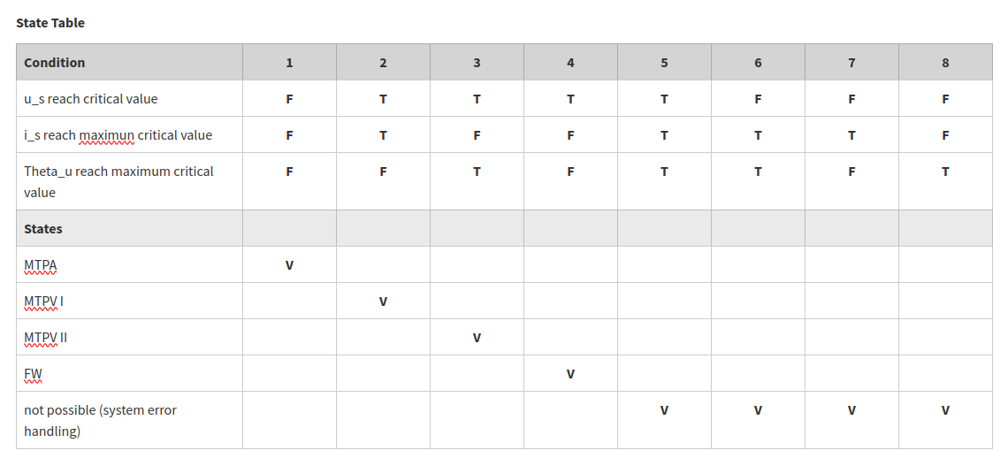 State Table
Condition 1 2 3 4 5 6 7 8
u_s reach critical value F T T T T F F F
i_s reach maximun critical value F T F F T T T F
Theta_u reach maximum critical F F T F T T F T
value
States
MTPA V
MTPV I V
MTPV II V
FW V
not possible (system error V V V V
handling)